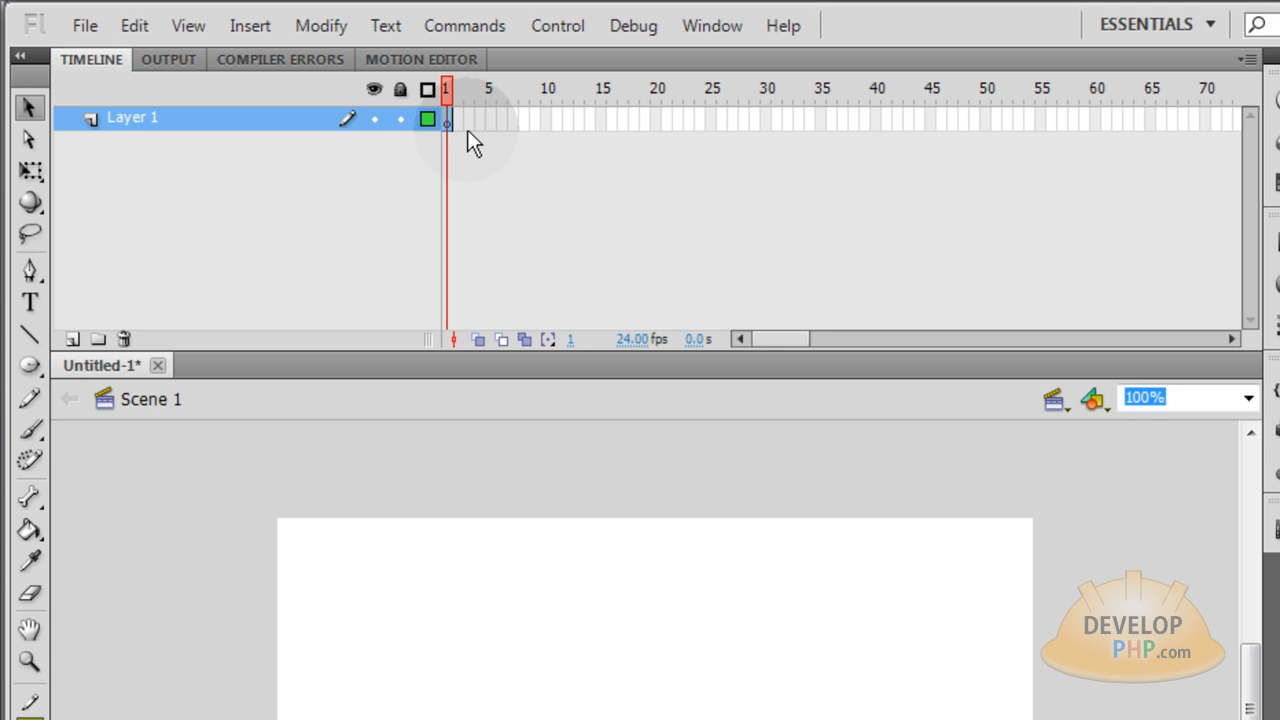 Fl File Edit View Insert Modify Text Commands Control Debug Window Help ESSENTIALS
TIMELINE OUTPUT COMPILER ERRORS MOTION EDITOR
1 5 10 15 20 25 30 35 40 45 50 55 60 65 70
Layer 1
1 24.00 fps 0.0 s
Untitled-1*
Scene 1 100%
T
DEVELOP
PHP.com